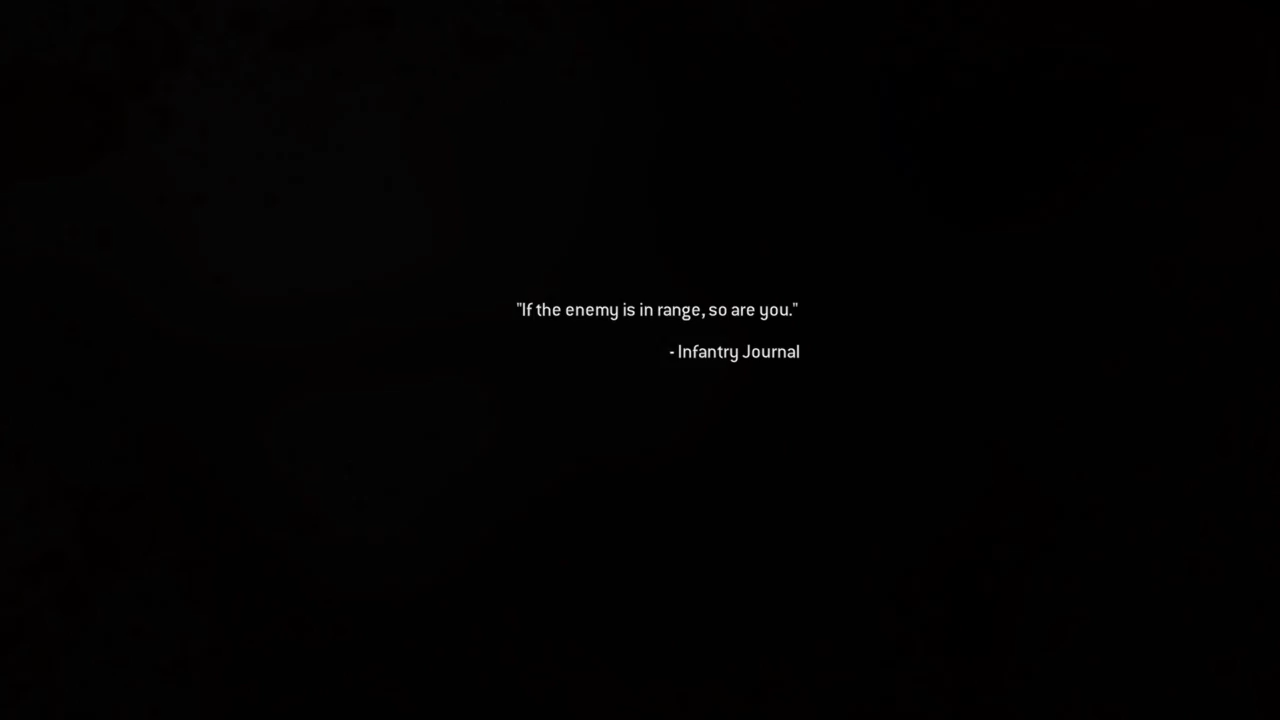 "If the enemy is in range, so are you."
- Infantry Journal